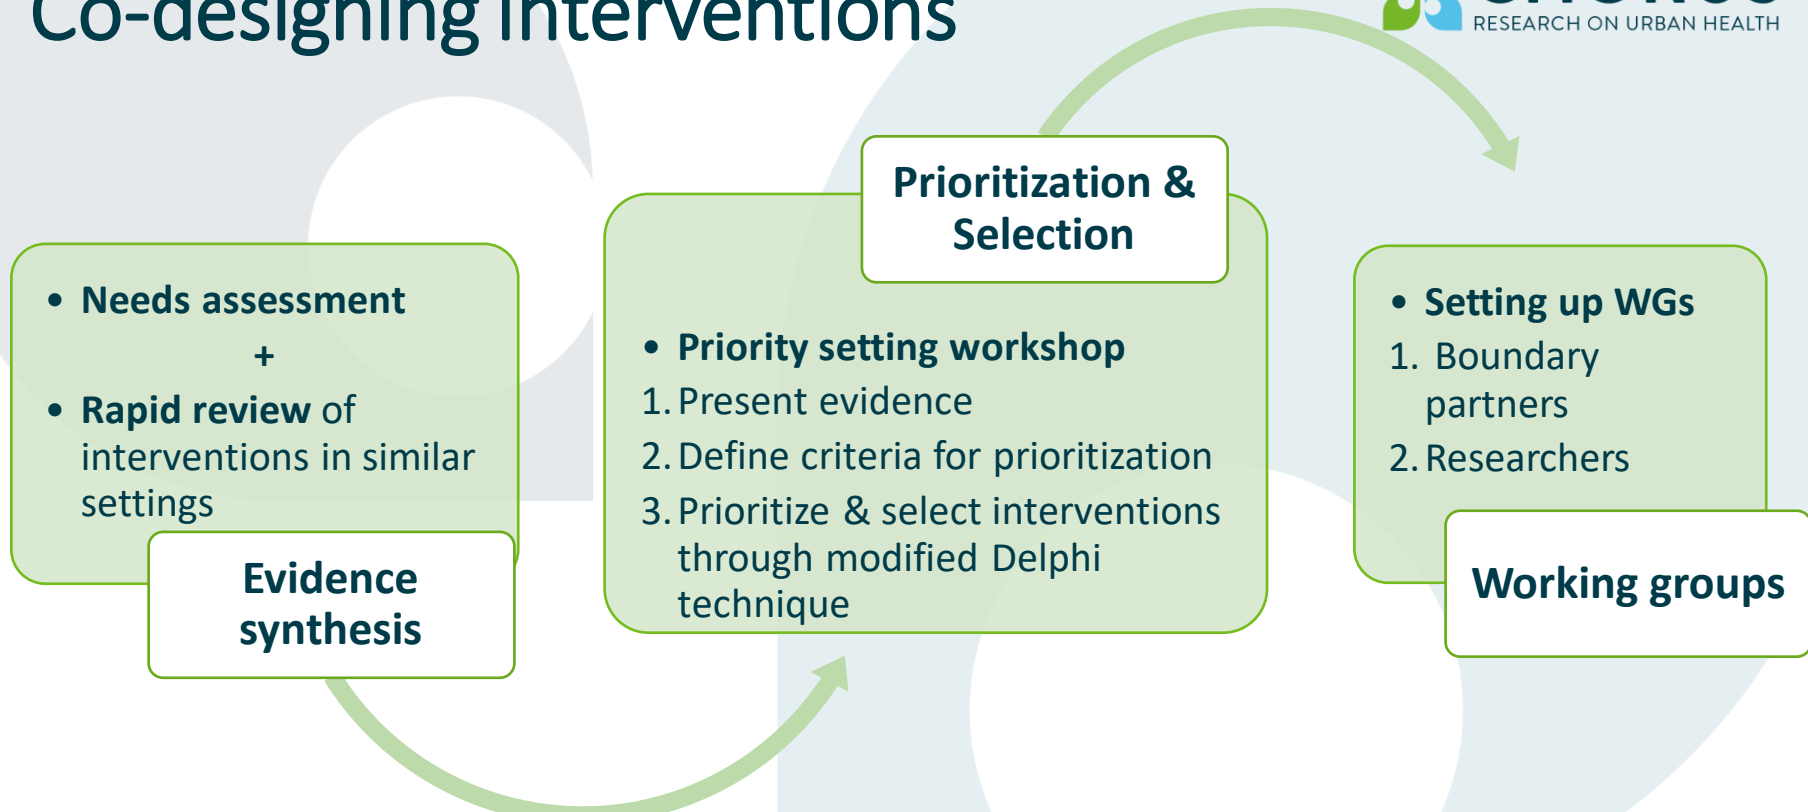 Co-designing interventions
RESEARCH ON URBAN HEALTH
• Needs assessment
+
• Rapid review of
interventions in similar
settings
Evidence
synthesis
Prioritization &
Selection
• Priority setting workshop
1. Present evidence
2. Define criteria for prioritization
3. Prioritize & select interventions
through modified Delphi
technique
• Setting up WGs
1. Boundary
partners
2. Researchers
Working groups